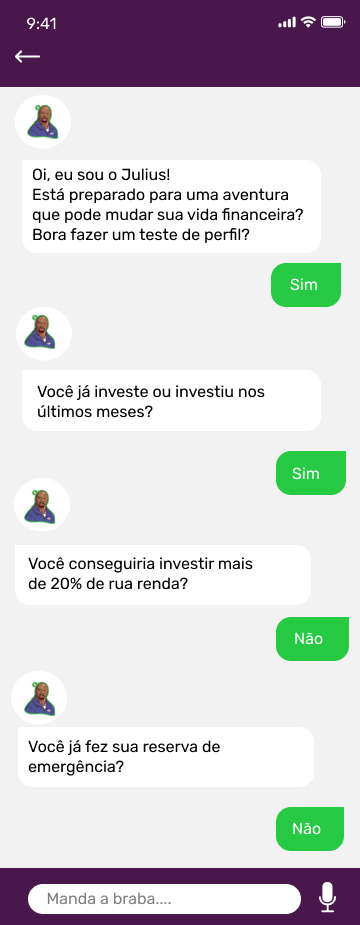 9:41
Oi, eu sou o Julius!
Está preparado para uma aventura
que pode mudar sua vida financeira?
Bora fazer um teste de perfil?
Sim
Você já investe ou investiu nos
últimos meses?
Sim
Você conseguiria investir mais
de 20% de rua renda?
Não
Você já fez sua reserva de
emergência?
Não
Manda a braba....